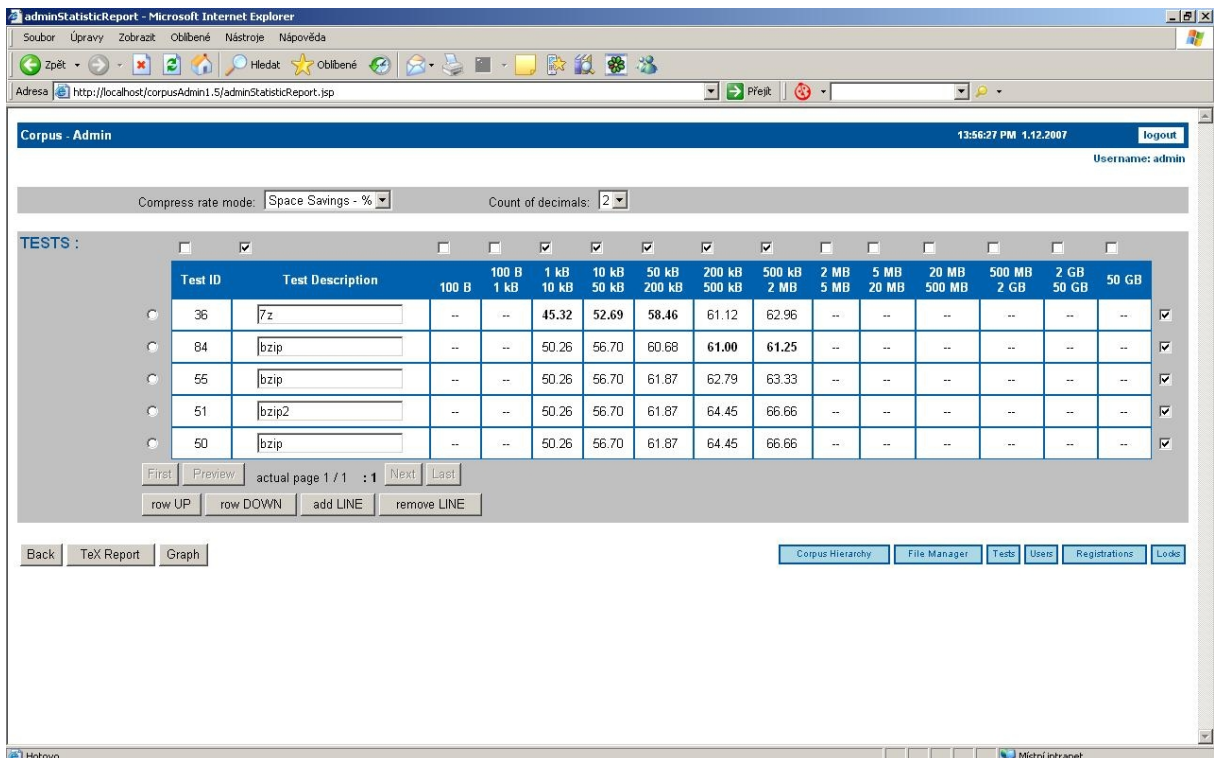 adminStatisticReport - Microsoft Internet Explorer
Soubor Úpravy Zobrazit Oblíbené Nástroje Nápověda
Zpět Hledat Oblíbené
Adresa http://localhost/corpusAdmin1.5/adminStatisticReport.jsp Přejít
Corpus - Admin 13:56:27 PM 1.12.2007 logout
Username: admin
Compress rate mode: Space Savings - % Count of decimals: 2
TESTS :
Test ID Test Description 100 B 100 B 1 kB 1 kB 10 kB 10 kB 50 kB 50 kB 200 kB 200 kB 500 kB 500 kB 2 MB 2 MB 5 MB 5 MB 20 MB 20 MB 500 MB 500 MB 2 GB 2 GB 50 GB 50 GB
36 7z -- -- 45.32 52.69 58.46 61.12 62.96 -- -- -- -- -- --
84 bzip -- -- 50.26 56.70 60.68 61.00 61.25 -- -- -- -- -- --
55 bzip -- -- 50.26 56.70 61.87 62.79 63.33 -- -- -- -- -- --
51 bzip2 -- -- 50.26 56.70 61.87 64.45 66.66 -- -- -- -- -- --
50 bzip -- -- 50.26 56.70 61.87 64.45 66.66 -- -- -- -- -- --
First Preview actual page 1 / 1 : 1 Next Last
row UP row DOWN add LINE remove LINE
Back TeX Report Graph Corpus Hierarchy File Manager Tests Users Registrations Locks
Hotovo Místní intranet